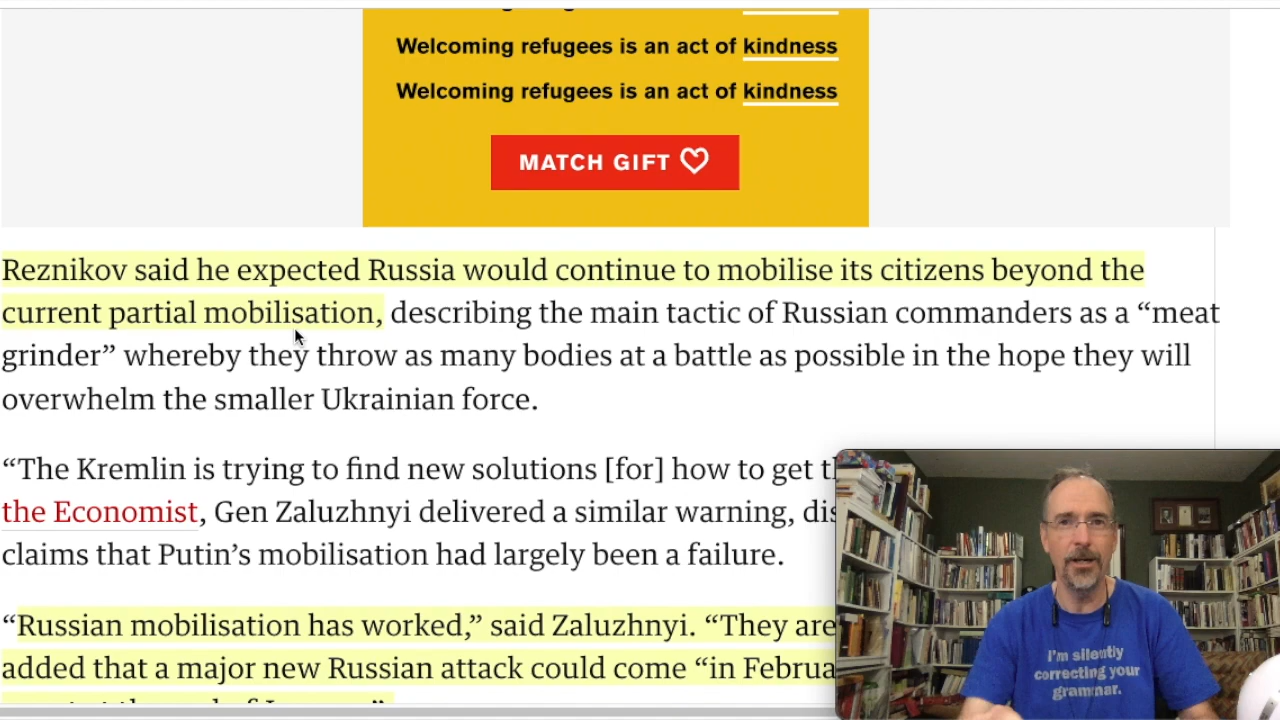 Welcoming refugees is an act of kindness
Welcoming refugees is an act of kindness
MATCH GIFT
Reznikov said he expected Russia would continue to mobilise its citizens beyond the
current partial mobilisation, describing the main tactic of Russian commanders as a “meat
grinder” whereby they throw as many bodies at a battle as possible in the hope they will
overwhelm the smaller Ukrainian force.
“The Kremlin is trying to find new solutions [for] how to get
the Economist, Gen Zaluzhnyi delivered a similar warning,
claims that Putin’s mobilisation had largely been a failure.
“Russian mobilisation has worked,” said Zaluzhnyi. “They are
added that a major new Russian attack could come “in
I'm silently
correcting your
grammar.